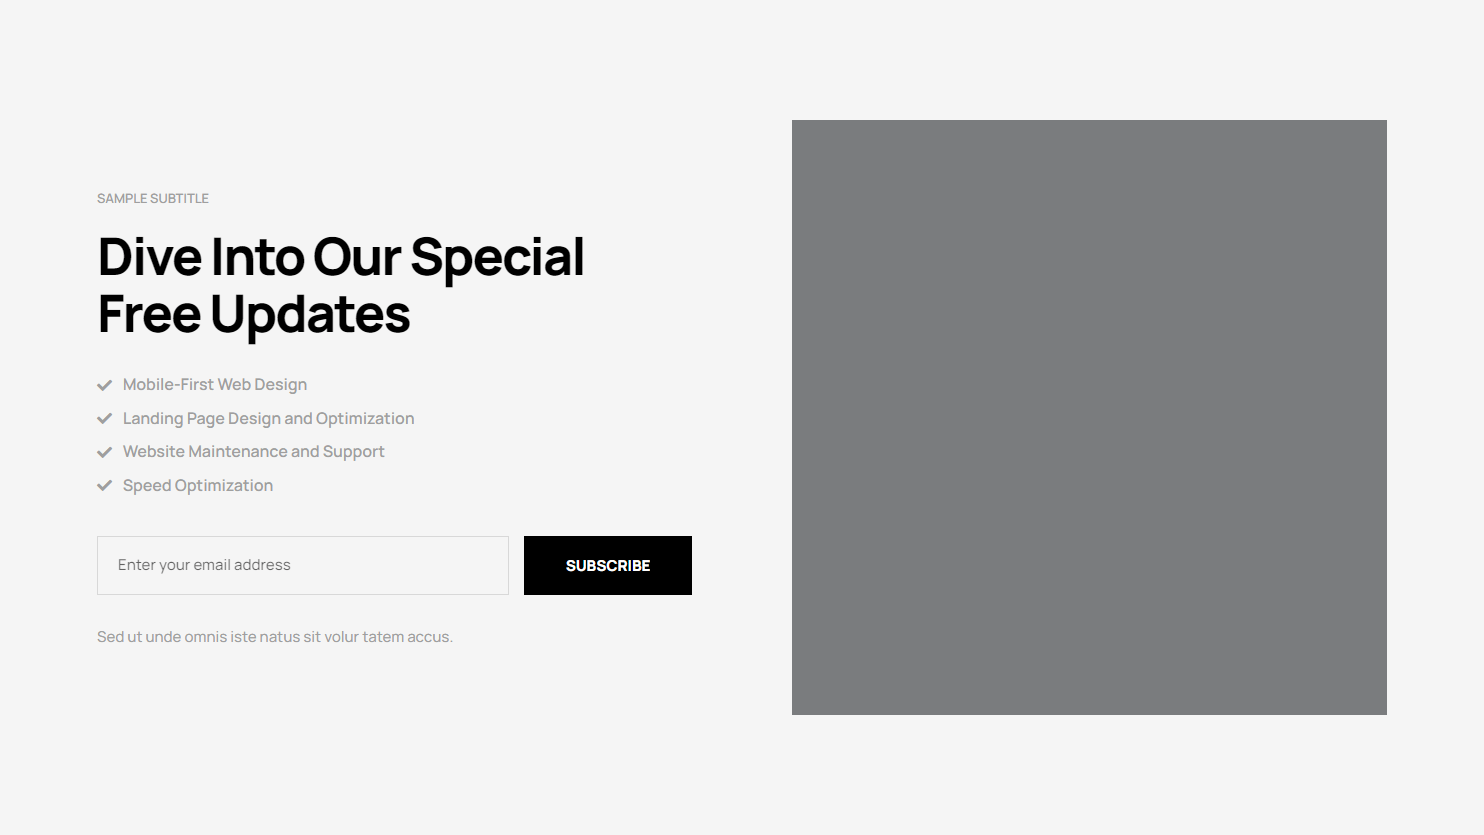 SAMPLE SUBTITLE
Dive Into Our Special
Free Updates
Mobile-First Web Design
Landing Page Design and Optimization
Website Maintenance and Support
Speed Optimization
Enter your email address
SUBSCRIBE
Sed ut unde omnis iste natus sit volur tatem accus.